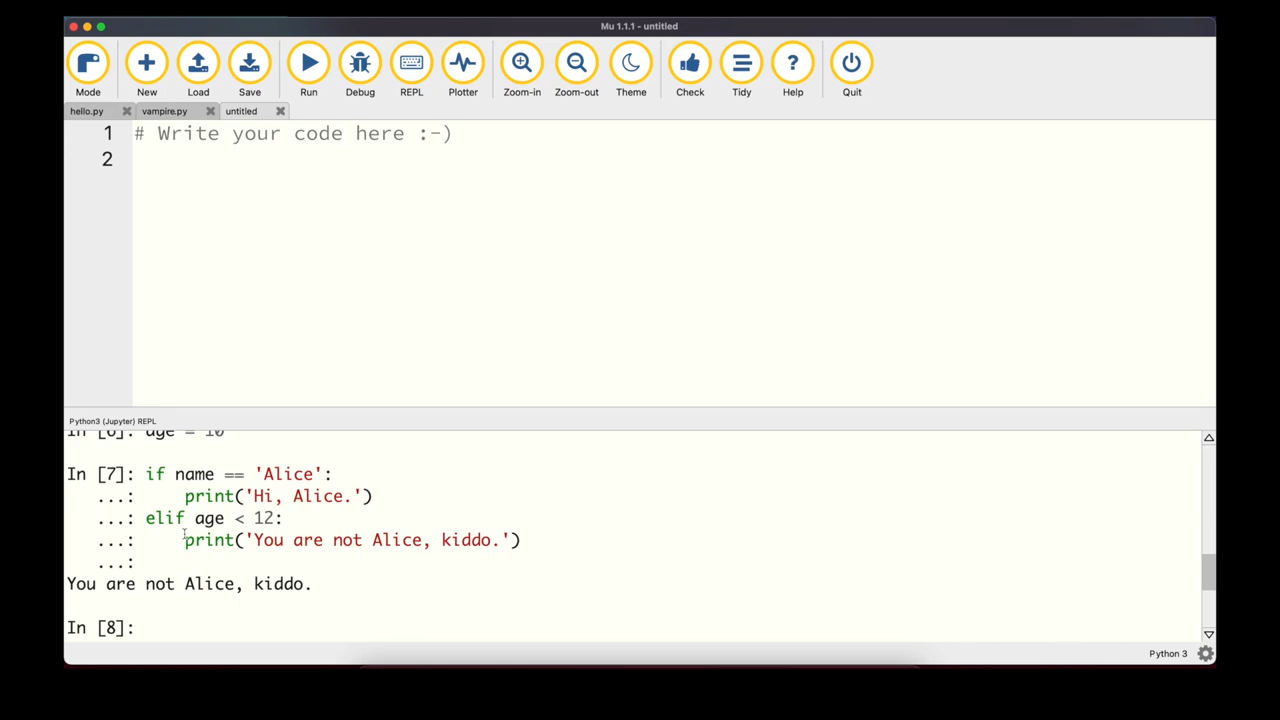 Mu 1.1.1 - untitled
Mode New Load Save Run Debug REPL Plotter Zoom-in Zoom-out Theme Check Tidy Help Quit
hello.py vampire.py untitled
1 # Write your code here :-)
2
Python3 (Jupyter) REPL
In [6]: age = 10
In [7]: if name == 'Alice':
...: print('Hi, Alice.')
...: elif age < 12:
...: print('You are not Alice, kiddo.')
...:
You are not Alice, kiddo.
In [8]:
Python 3